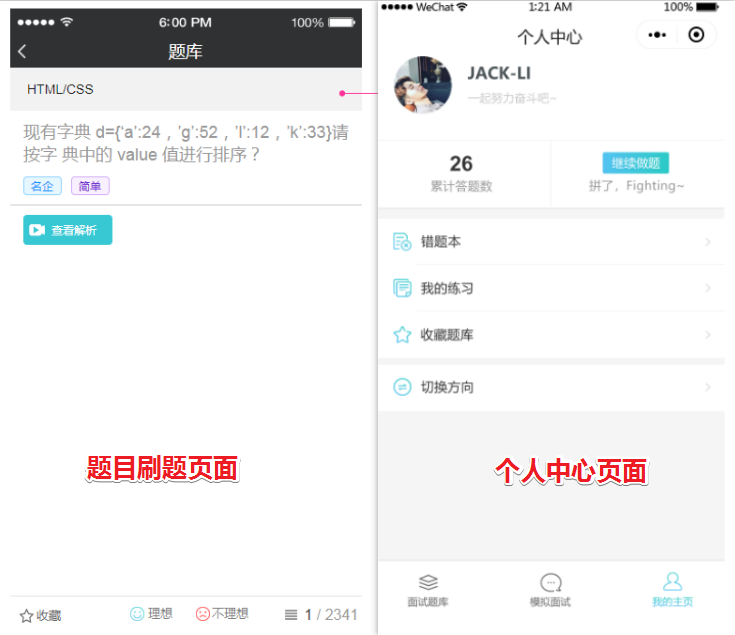 6:00 PM
100%
题库
HTML/CSS
现有字典 d={'a':24，'g':52，'l':12，'k':33}请
按字 典中的 value 值进行排序？
名企
简单
查看解析
题目刷题页面
收藏
理想
不理想
1 / 2341
WeChat
1:21 AM
100%
个人中心
JACK-LI
一起努力奋斗吧~
26
累计答题数
继续做题
拼了，Fighting~
错题本
我的练习
收藏题库
切换方向
个人中心页面
面试题库
模拟面试
我的主页